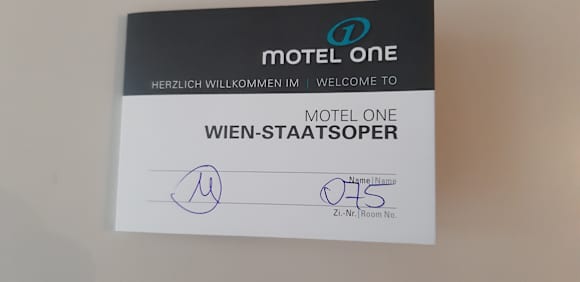 MOTEL ONE
HERZLICH WILLKOMMEN IM | WELCOME TO
MOTEL ONE
WIEN-STAATSOPER
Name|Name
M 075
Zi.-Nr.|Room No.